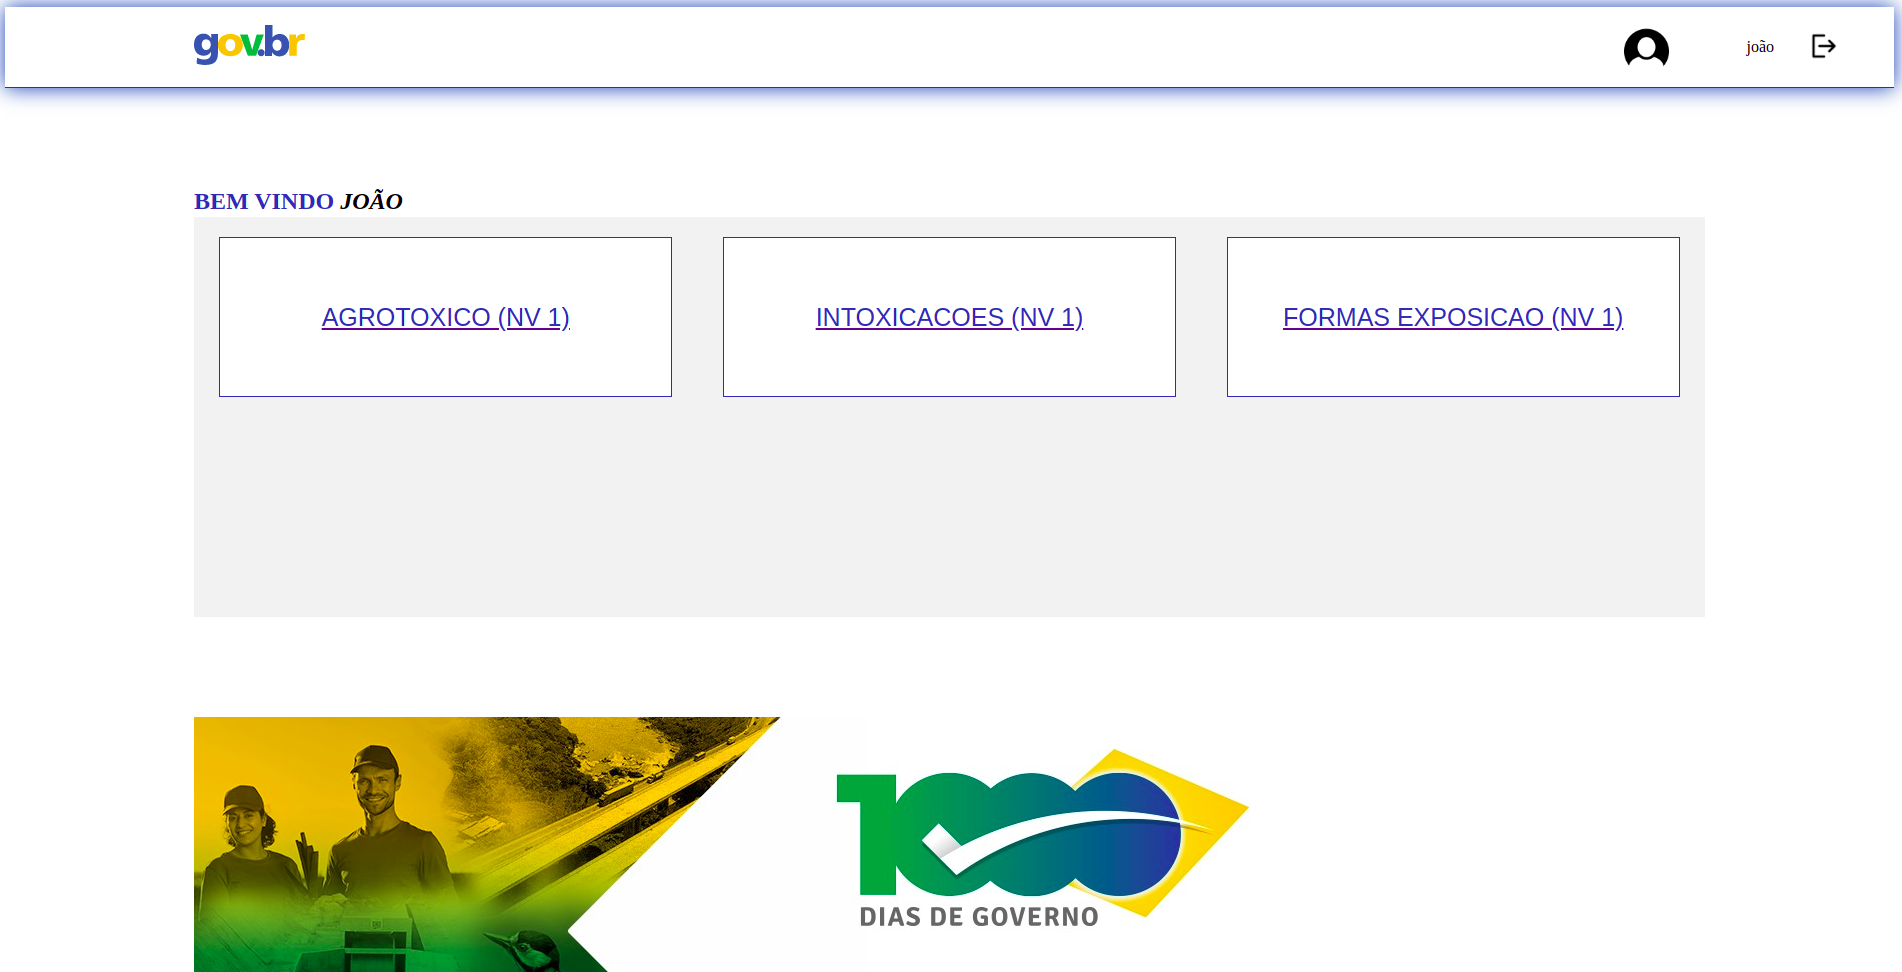 gov.br
joão
BEM VINDO JOÃO
AGROTOXICO (NV 1)
INTOXICACOES (NV 1)
FORMAS EXPOSICAO (NV 1)
1000
DIAS DE GOVERNO